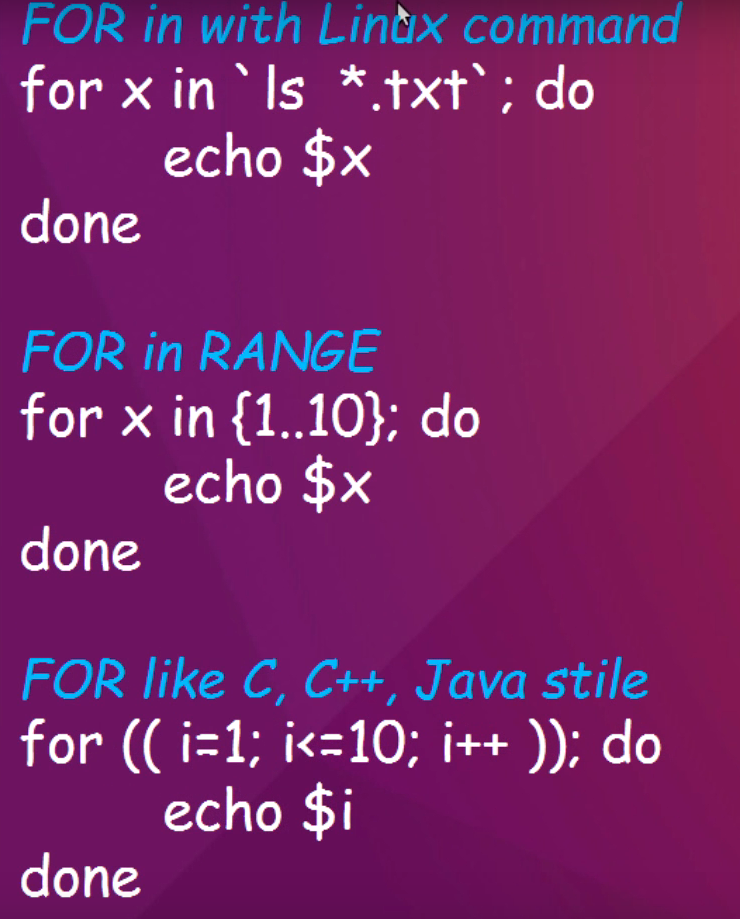 FOR in with Linux command
for x in `ls *.txt`; do
echo $x
done
FOR in RANGE
for x in {1..10}; do
echo $x
done
FOR like C, C++, Java stile
for (( i=1; i<=10; i++ )); do
echo $i
done